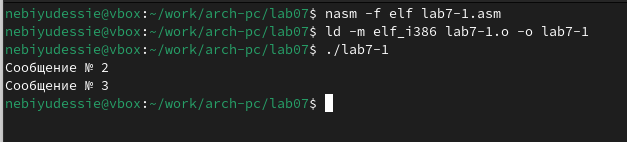 nebiyudessie@vbox:~/work/arch-pc/lab07$ nasm -f elf lab7-1.asm
nebiyudessie@vbox:~/work/arch-pc/lab07$ ld -m elf_i386 lab7-1.o -o lab7-1
nebiyudessie@vbox:~/work/arch-pc/lab07$ ./lab7-1
Сообщение № 2
Сообщение № 3
nebiyudessie@vbox:~/work/arch-pc/lab07$